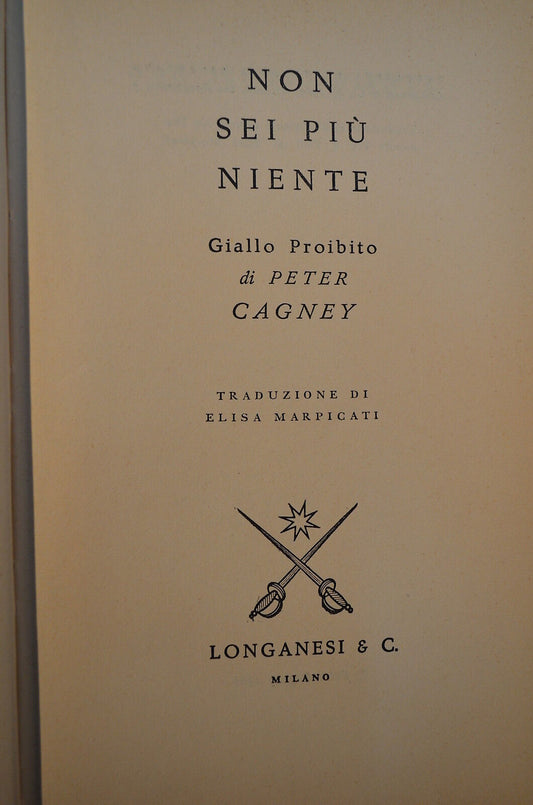 NON
SEI PIÙ
NIENTE
Giallo Proibito
di PETER
CAGNEY
TRADUZIONE DI
ELISA MARPICATI
LONGANESI & C.
MILANO